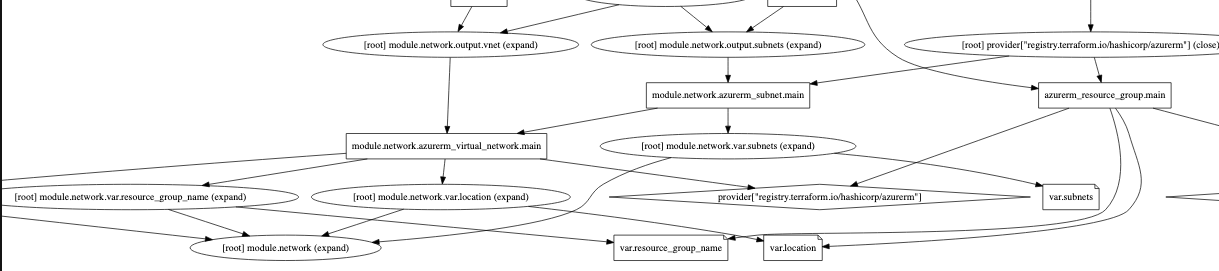 [root] module.network.output.vnet (expand)
[root] module.network.output.subnets (expand)
[root] provider["registry.terraform.io/hashicorp/azurerm"] (close)
module.network.azurerm_subnet.main
azurerm_resource_group.main
module.network.azurerm_virtual_network.main
[root] module.network.var.subnets (expand)
[root] module.network.var.resource_group_name (expand)
[root] module.network.var.location (expand)
provider["registry.terraform.io/hashicorp/azurerm"]
var.subnets
[root] module.network (expand)
var.resource_group_name
var.location